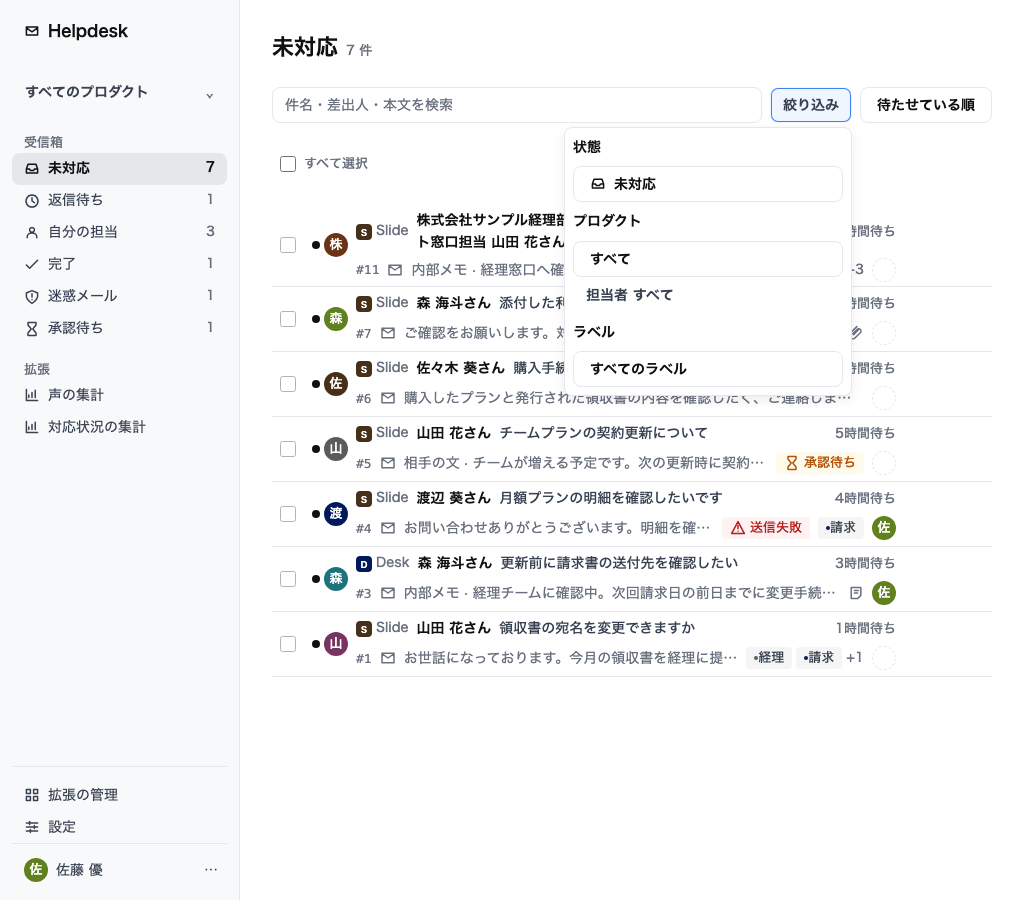 Helpdesk
すべてのプロダクト
受信箱
未対応 7
返信待ち 1
自分の担当 3
完了 1
迷惑メール 1
承認待ち 1
拡張
声の集計
対応状況の集計
拡張の管理
設定
佐 佐藤 優 …
未対応 7 件
件名・差出人・本文を検索 絞り込み 待たせている順
すべて選択
状態
未対応
プロダクト
すべて
担当者 すべて
ラベル
すべてのラベル
株 S Slide 株式会社サンプル経理部
ト窓口担当 山田 花さん 時間待ち
#11 内部メモ · 経理窓口へ確
森 S Slide 森 海斗さん 添付した 時間待ち
#7 ご確認をお願いします。
佐 S Slide 佐々木 葵さん 購入手 時間待ち
#6 購入したプランと発行された領収書の内容を確認したく、ご連絡しま…
山 S Slide 山田 花さん チームプランの契約更新について 5時間待ち
#5 相手の文 · チームが増える予定です。次の更新時に契約… 承認待ち
渡 S Slide 渡辺 葵さん 月額プランの明細を確認したいです 4時間待ち
#4 お問い合わせありがとうございます。明細を確… 送信失敗 •請求 佐
森 D Desk 森 海斗さん 更新前に請求書の送付先を確認したい 3時間待ち
#3 内部メモ · 経理チームに確認中。次回請求日の前日までに変更手続… 佐
山 S Slide 山田 花さん 領収書の宛名を変更できますか 1時間待ち
#1 お世話になっております。今月の領収書を経理に提… •経理 •請求 +1